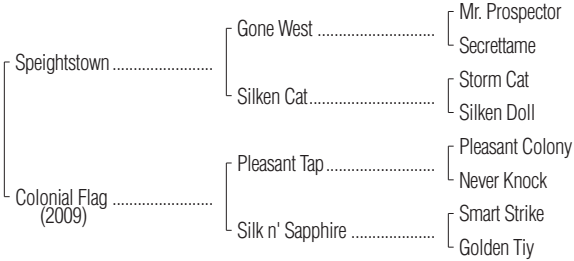 Mr. Prospector
Gone West
Secrettame
Speightstown
Storm Cat
Silken Cat
Silken Doll
Pleasant Colony
Pleasant Tap
Never Knock
Colonial Flag
(2009)
Smart Strike
Silk n' Sapphire
Golden Tiy